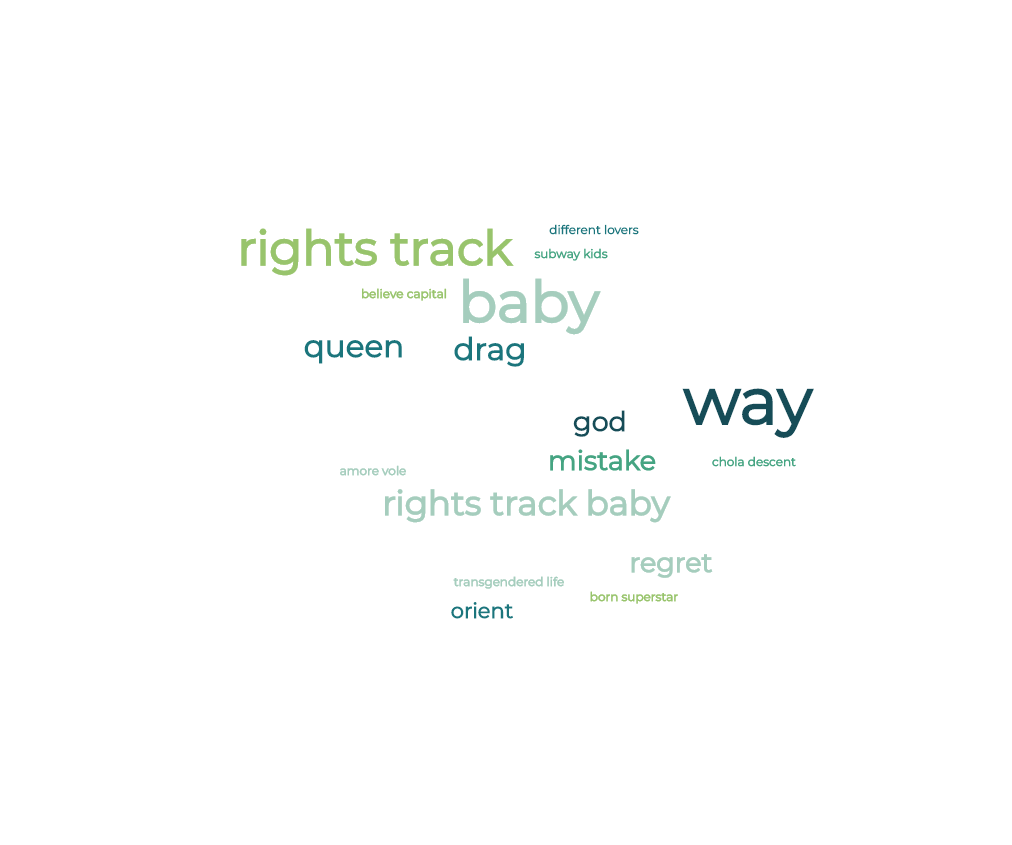 different lovers
rights track
subway kids
believe capital
baby
queen
drag
way
god
mistake
chola descent
amore vole
rights track baby
regret
transgendered life
born superstar
orient